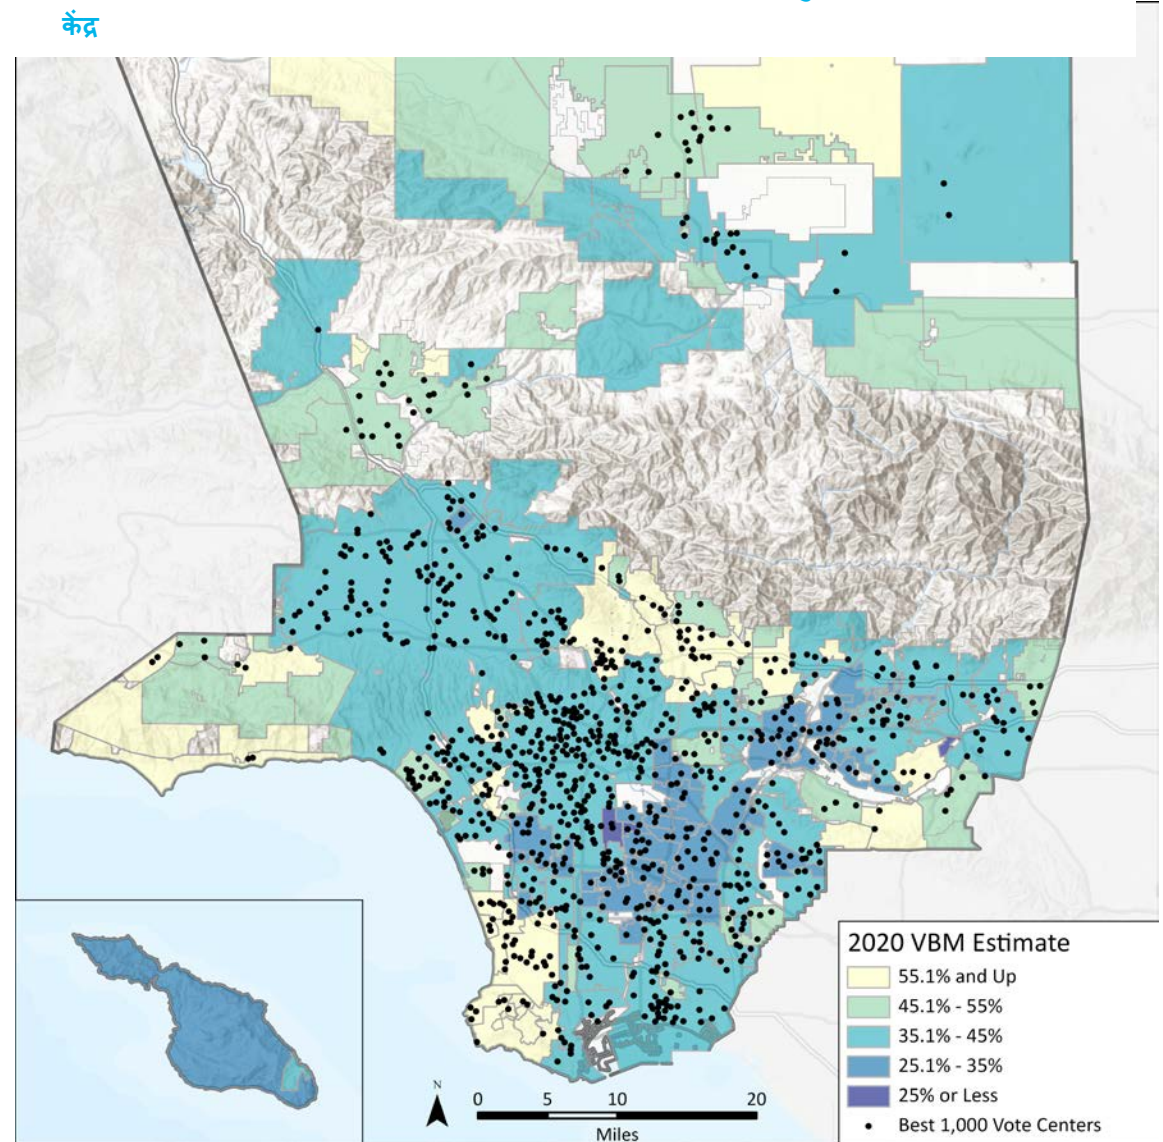 केंद्र
2020 VBM Estimate
55.1% and Up
45.1% - 55%
35.1% - 45%
25.1% - 35%
25% or Less
Best 1,000 Vote Centers
N
0 5 10 20
Miles